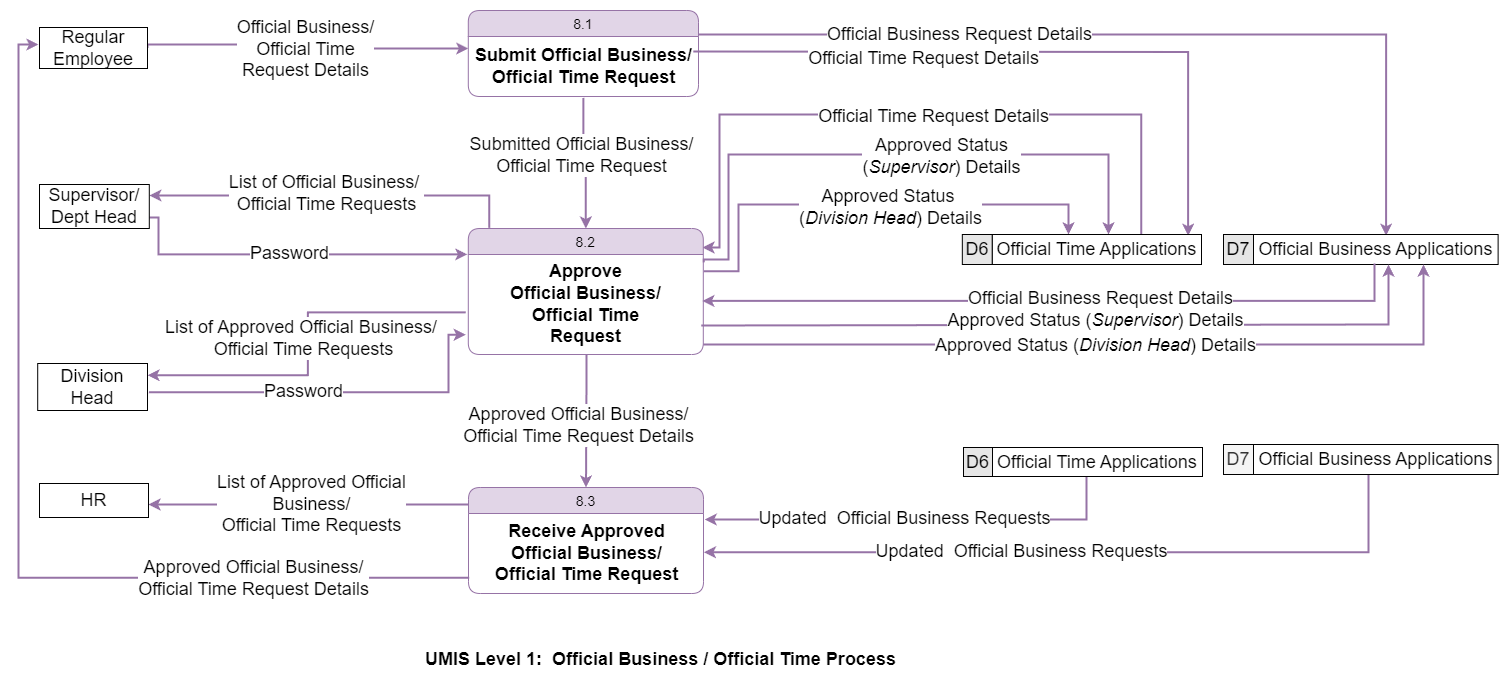 Regular
Employee
Official Business/
Official Time
Request Details
8.1
Submit Official Business/
Official Time Request
Official Business Request Details
Official Time Request Details
Submitted Official Business/
Official Time Request
Official Time Request Details
Approved Status
(Supervisor) Details
Approved Status
(Division Head) Details
Supervisor/
Dept Head
List of Official Business/
Official Time Requests
Password
8.2
Approve
Official Business/
Official Time
Request
D6 Official Time Applications
D7 Official Business Applications
Official Business Request Details
Approved Status (Supervisor) Details
Approved Status (Division Head) Details
List of Approved Official Business/
Official Time Requests
Division
Head
Password
Approved Official Business/
Official Time Request Details
D6 Official Time Applications
D7 Official Business Applications
HR
List of Approved Official
Business/
Official Time Requests
8.3
Receive Approved
Official Business/
Official Time Request
Updated  Official Business Requests
Updated  Official Business Requests
Approved Official Business/
Official Time Request Details
UMIS Level 1:  Official Business / Official Time Process